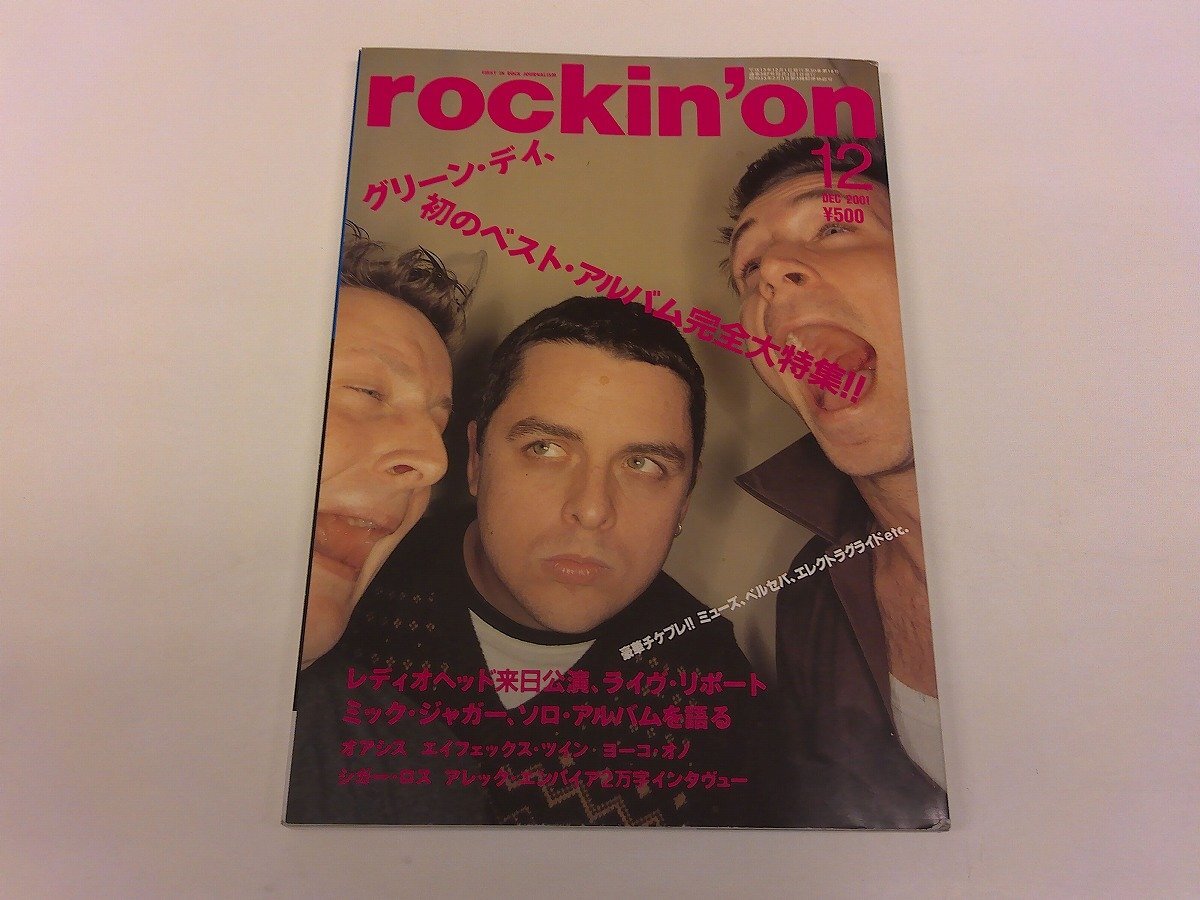 FIRST IN ROCK JOURNALISM
rockin'on
12
DEC 2001
¥500
グリーン・デイ、
初のベスト・アルバム完全大特集!!
豪華チケプレ!! ミューズ、ベルセバ、エレクトラグライドetc.
レディオヘッド来日公演、ライヴ・リポート
ミック・ジャガー、ソロ・アルバムを語る
オアシス エイフェックス・ツイン・ヨーコ・オノ
シガー・ロス アレック・エンパイア2万字インタヴュー